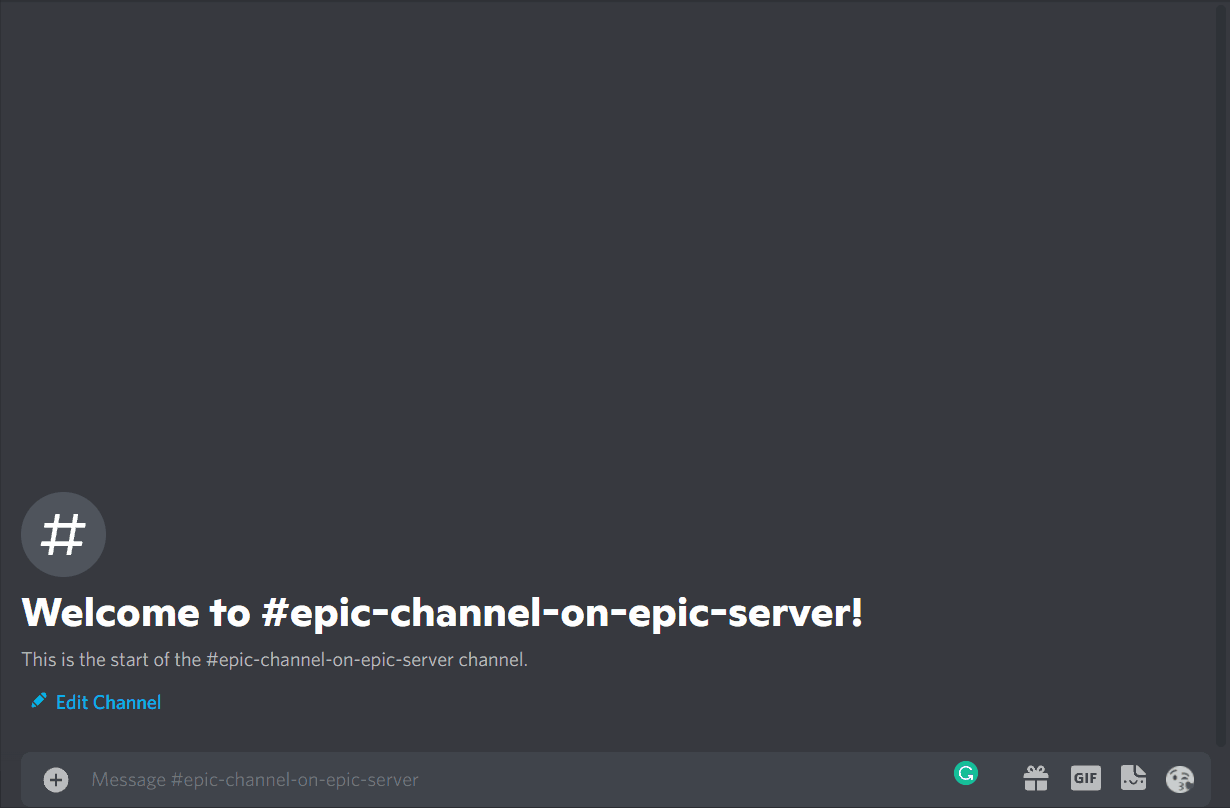 #
Welcome to #epic-channel-on-epic-server!
This is the start of the #epic-channel-on-epic-server channel.
Edit Channel
Message #epic-channel-on-epic-server
GIF